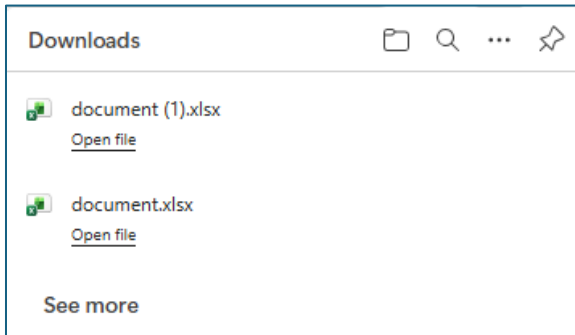 Downloads
document (1).xlsx
Open file
document.xlsx
Open file
See more